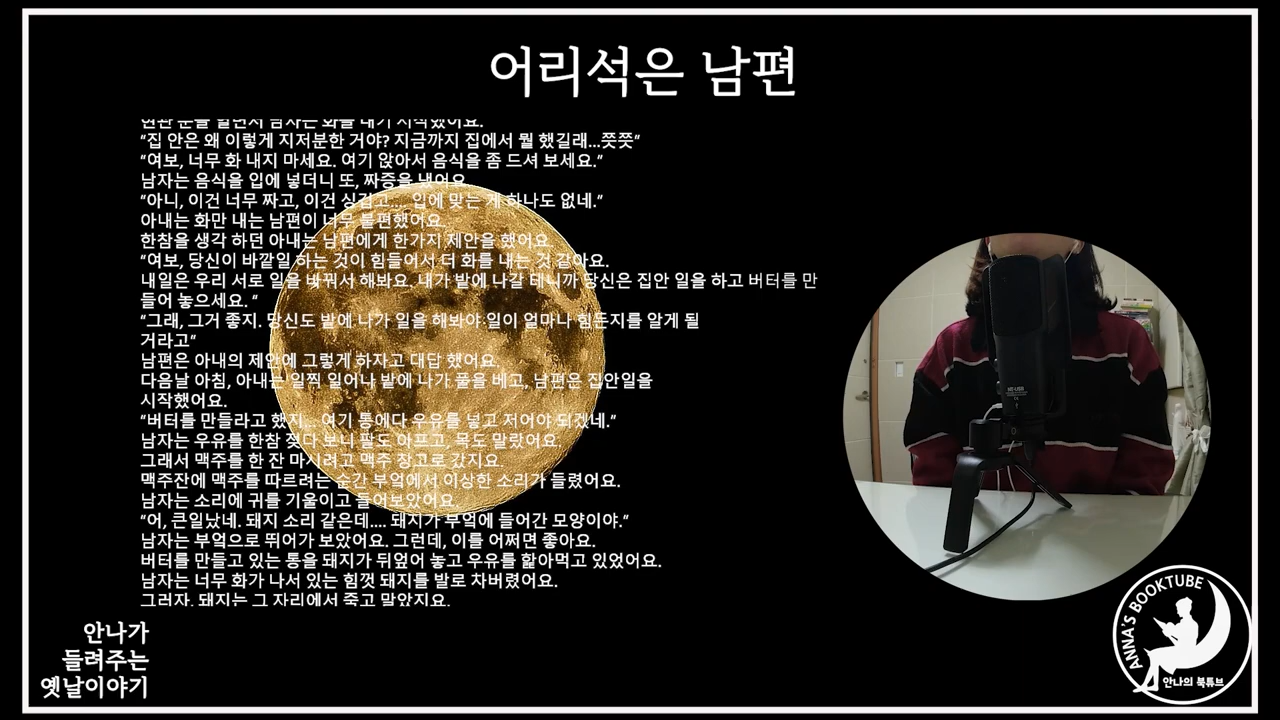 어리석은 남편
현관 문을 열면서 남자는 화를 내기 시작했어요.
“집 안은 왜 이렇게 지저분한 거야? 지금까지 집에서 뭘 했길래...쯧쯧”
“여보, 너무 화 내지 마세요. 여기 앉아서 음식을 좀 드셔 보세요.”
남자는 음식을 입에 넣더니 또, 짜증을 냈어요.
“아니, 이건 너무 짜고, 이건 싱겁고.... 입에 맞는 게 하나도 없네.”
아내는 화만 내는 남편이 너무 불편했어요.
한참을 생각 하던 아내는 남편에게 한가지 제안을 했어요.
“여보, 당신이 바깥일 하는 것이 힘들어서 더 화를 내는 것 같아요.
내일은 우리 서로 일을 바꿔서 해봐요. 내가 밭에 나갈 테니까 당신은 집안 일을 하고 버터를 만
들어 놓으세요. “
“그래, 그거 좋지. 당신도 밭에 나가 일을 해봐야 일이 얼마나 힘든지를 알게 될
거라고”
남편은 아내의 제안에 그렇게 하자고 대답 했어요.
다음날 아침, 아내는 일찍 일어나 밭에 나가 풀을 베고, 남편은 집안일을
시작했어요.
“버터를 만들라고 했지... 여기 통에다 우유를 넣고 저어야 되겠네.”
남자는 우유를 한참 젖다 보니 팔도 아프고, 목도 말랐어요.
그래서 맥주를 한 잔 마시려고 맥주 창고로 갔지요.
맥주잔에 맥주를 따르려는 순간 부엌에서 이상한 소리가 들렸어요.
남자는 소리에 귀를 기울이고 들어보았어요.
“어, 큰일났네. 돼지 소리 같은데.... 돼지가 부엌에 들어간 모양이야.”
남자는 부엌으로 뛰어가 보았어요. 그런데, 이를 어쩌면 좋아요.
버터를 만들고 있는 통을 돼지가 뒤엎어 놓고 우유를 핥아먹고 있었어요.
남자는 너무 화가 나서 있는 힘껏 돼지를 발로 차버렸어요.
그러자, 돼지는 그 자리에서 죽고 말았지요.
안나가
들려주는
옛날이야기
ANNA'S BOOKTUBE
안나의 북튜브